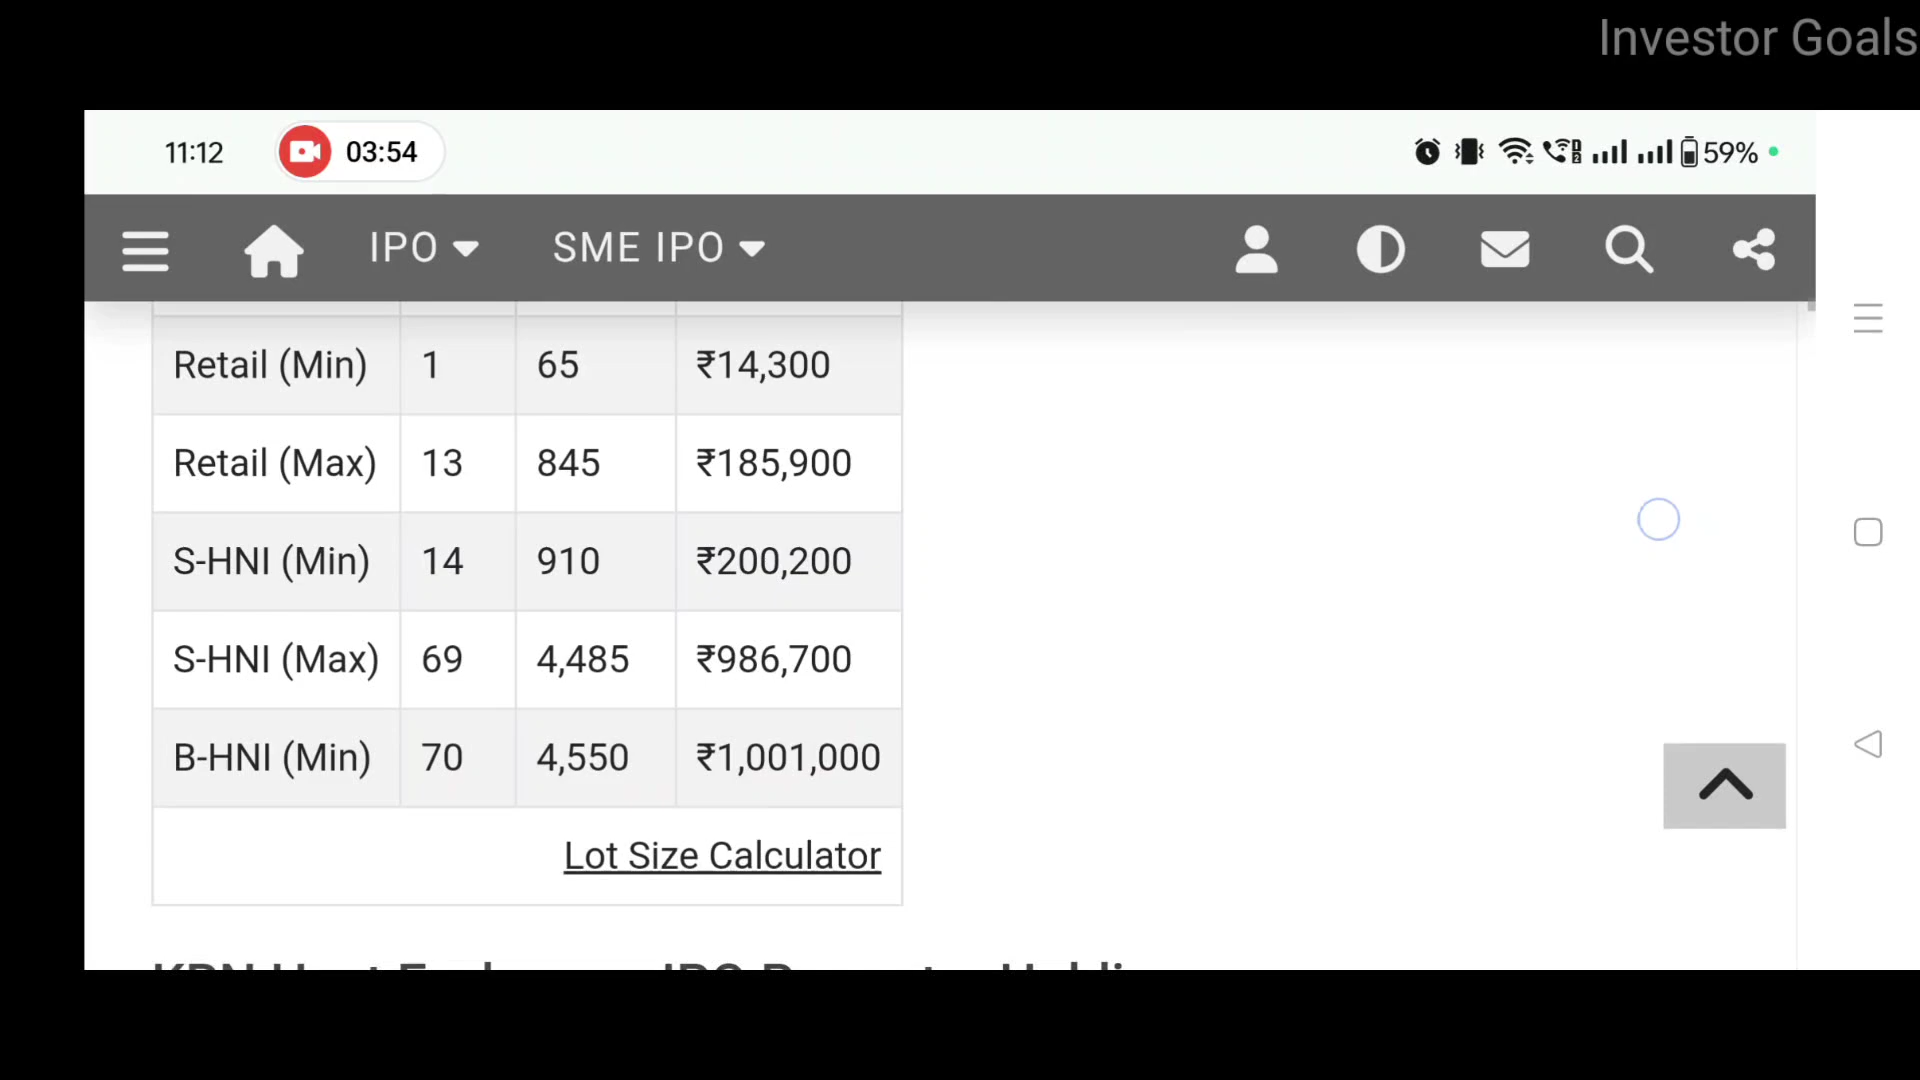 Investor Goals
11:12 03:54 59%
IPO SME IPO
Retail (Min) 1 65 ₹14,300
Retail (Max) 13 845 ₹185,900
S-HNI (Min) 14 910 ₹200,200
S-HNI (Max) 69 4,485 ₹986,700
B-HNI (Min) 70 4,550 ₹1,001,000
Lot Size Calculator